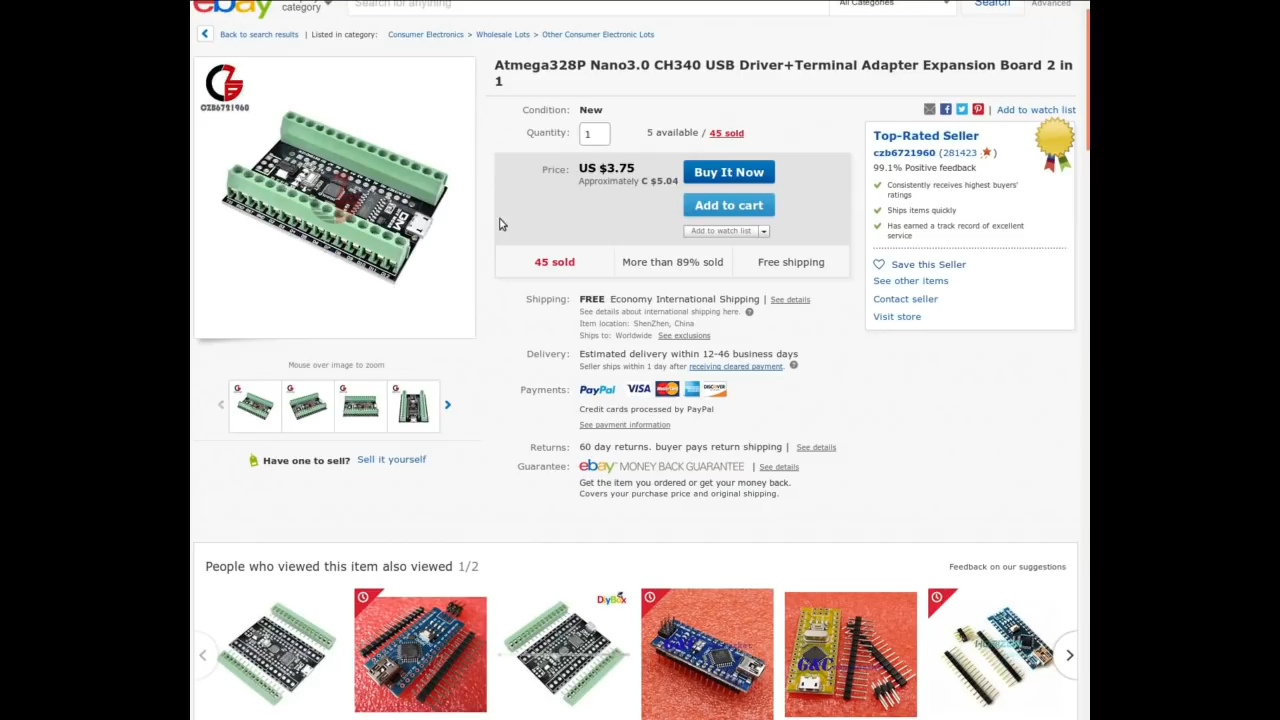 ebay
category
Search for anything
All Categories
Search
Advanced
Back to search results | Listed in category: Consumer Electronics > Wholesale Lots > Other Consumer Electronic Lots
CZB6721960
Atmega328P Nano3.0 CH340 USB Driver+Terminal Adapter Expansion Board 2 in
1
Condition: New
| Add to watch list
Quantity: 1 5 available / 45 sold
Price: US $3.75
Approximately C $5.04
Buy It Now
Add to cart
Add to watch list
45 sold More than 89% sold Free shipping
Top-Rated Seller
czb6721960 (281423 )
99.1% Positive feedback
Consistently receives highest buyers'
ratings
Ships items quickly
Has earned a track record of excellent
service
Save this Seller
See other items
Contact seller
Visit store
Shipping: FREE Economy International Shipping | See details
See details about international shipping here. ?
Item location: ShenZhen, China
Ships to: Worldwide See exclusions
Delivery: Estimated delivery within 12-46 business days
Seller ships within 1 day after receiving cleared payment. ?
Payments: PayPal VISA MasterCard DISCOVER
Credit cards processed by PayPal
See payment information
Returns: 60 day returns. buyer pays return shipping | See details
Guarantee: ebay MONEY BACK GUARANTEE | See details
Get the item you ordered or get your money back.
Covers your purchase price and original shipping.
Mouse over image to zoom
Have one to sell? Sell it yourself
People who viewed this item also viewed 1/2
Feedback on our suggestions
DiyBox
G&C